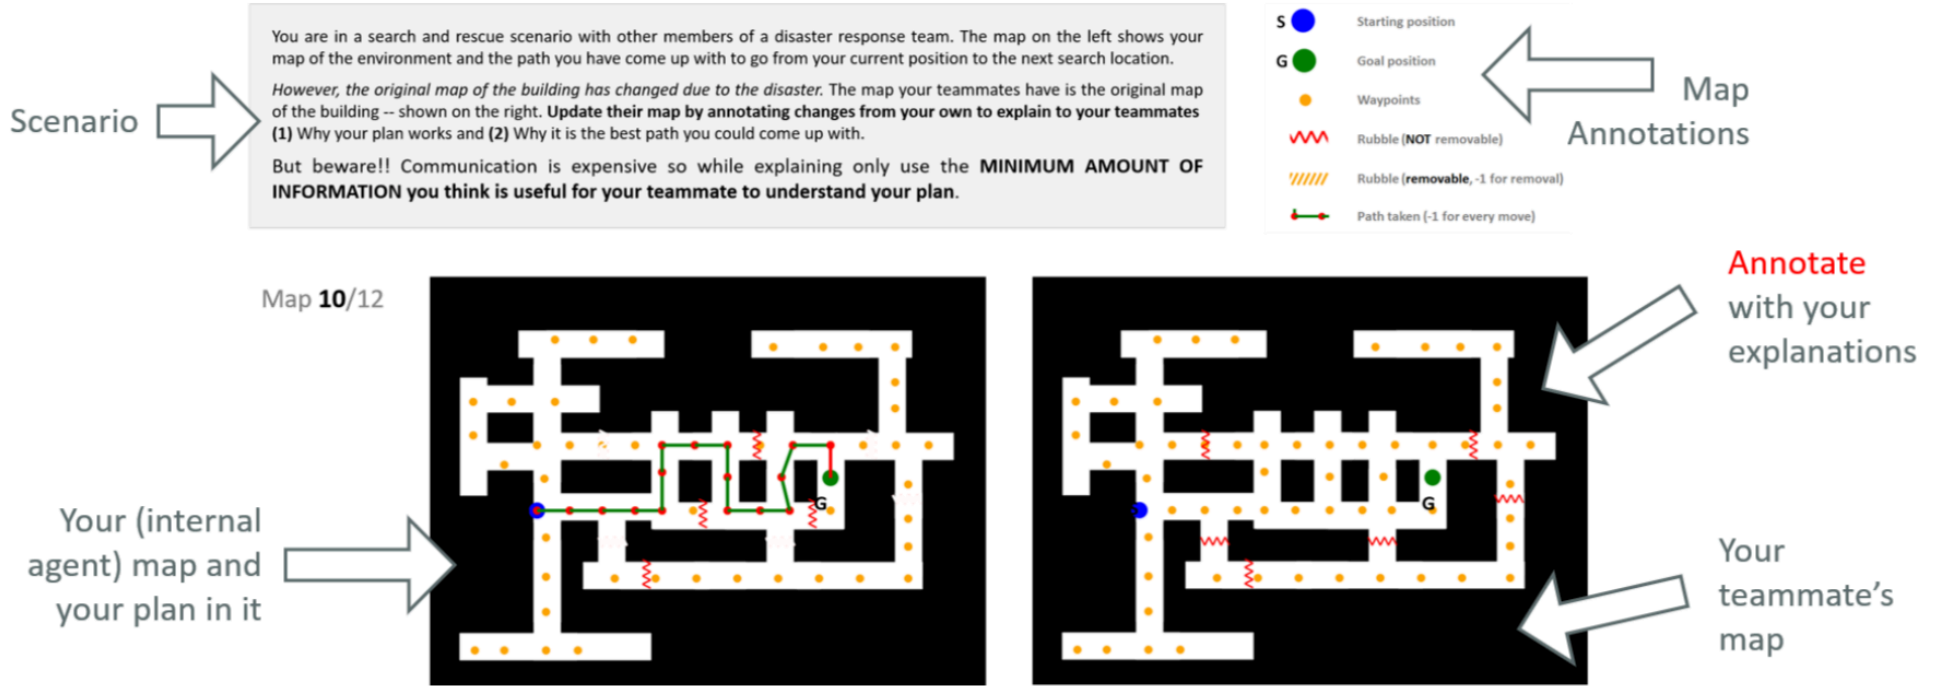 You are in a search and rescue scenario with other members of a disaster response team. The map on the left shows your
map of the environment and the path you have come up with to go from your current position to the next search location.
However, the original map of the building has changed due to the disaster. The map your teammates have is the original map
of the building -- shown on the right. Update their map by annotating changes from your own to explain to your teammates
(1) Why your plan works and (2) Why it is the best path you could come up with.
But beware!! Communication is expensive so while explaining only use the MINIMUM AMOUNT OF
INFORMATION you think is useful for your teammate to understand your plan.
Scenario
S Starting position
G Goal position
Waypoints
Rubble (NOT removable)
Rubble (removable, -1 for removal)
Path taken (-1 for every move)
Map
Annotations
Map 10/12
G
G
Annotate
with your
explanations
Your (internal
agent) map and
your plan in it
Your
teammate's
map